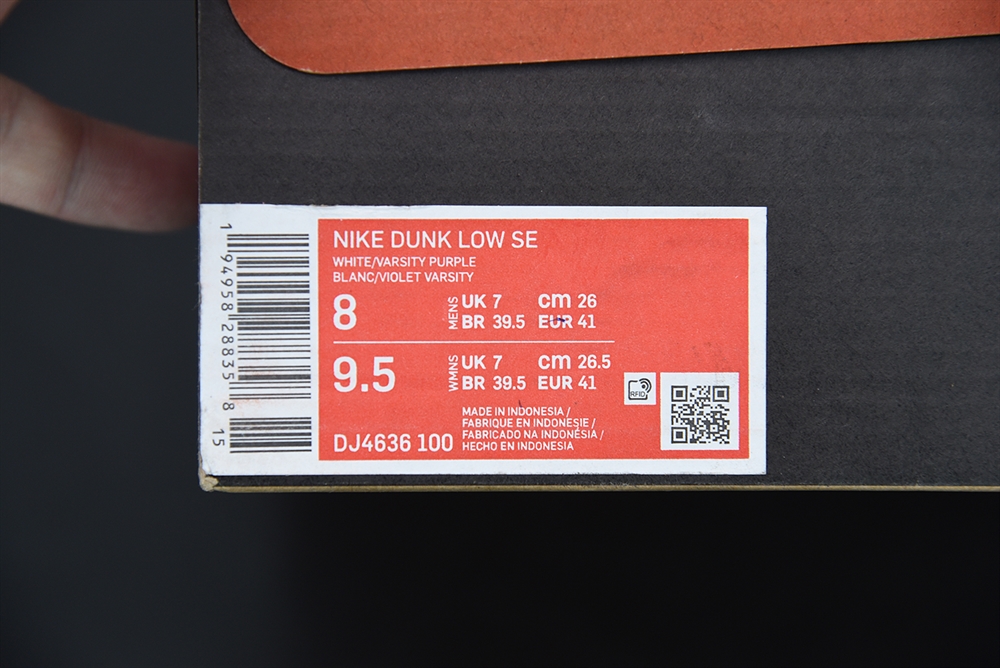 1 94958 28835 8
15
NIKE DUNK LOW SE
WHITE/VARSITY PURPLE
BLANC/VIOLET VARSITY
8
MENS
UK 7 cm 26
BR 39.5 EUR 41
9.5
WMNS
UK 7 cm 26.5
BR 39.5 EUR 41
RFID
DJ4636 100
MADE IN INDONESIA /
FABRIQUE EN INDONÉSIE /
FABRICADO NA INDONÉSIA /
HECHO EN INDONESIA